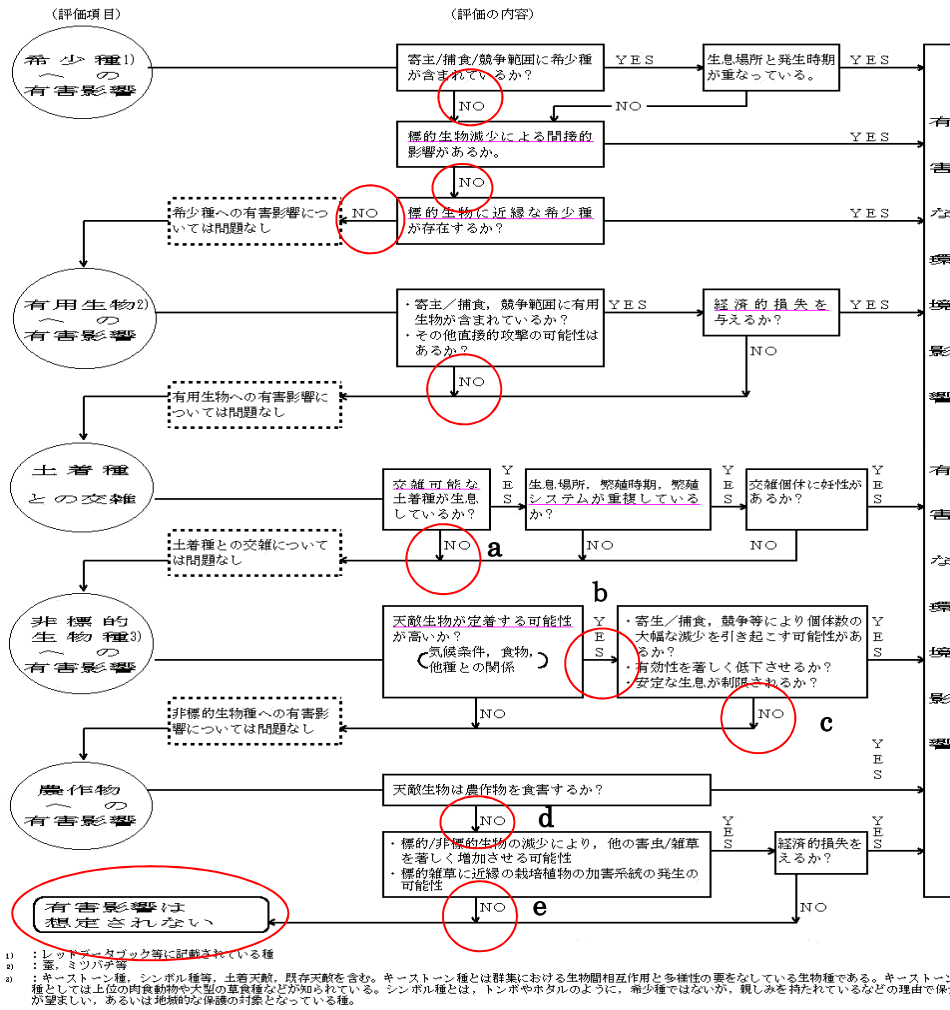 (評価項目)
(評価の内容)
希少種1)
への
有害影響
寄主/捕食/競争範囲に希少種
が含まれているか?
YES
生息場所と発生時期
が重なっている。
YES
NO
NO
標的生物減少による間接的
影響があるか。
YES
NO
希少種への有害影響につ
いては問題なし
NO
標的生物に近縁な希少種
が存在するか?
YES
有用生物2)
への
有害影響
・寄主/捕食,競争範囲に有用
生物が含まれているか?
・その他直接的攻撃の可能性は
あるか?
YES
経済的損失を
与えるか?
YES
NO
NO
有用生物への有害影響に
ついては問題なし
土着種
との交雑
交雑可能な
土着種が生息
しているか?
YES
生息場所,繁殖時期,繁殖
システムが重複している
か?
YES
交雑個体に妊性が
あるか?
YES
NO
a
NO
NO
土着種との交雑について
は問題なし
b
非標的
生物種3)
への
有害影響
天敵生物が定着する可能性
が高いか?
(気候条件,食物,
他種との関係)
YES
・寄生/捕食,競争等により個体数の
大幅な減少を引き起こす可能性があ
るか?
・有効性を著しく低下させるか?
・安定な生息が制限されるか?
YES
NO
NO
c
非標的生物種への有害影
響については問題なし
農作物
への
有害影響
天敵生物は農作物を食害するか?
YES
NO
d
・標的/非標的生物の減少により,他の害虫/雑草
を著しく増加させる可能性
・標的雑草に近縁の栽培植物の加害系統の発生の
可能性
YES
経済的損失を
えるか?
YES
NO
e
NO
有害影響は
想定されない
有害な環境影響
有害な環境影響
1) :レッドデータブック等に記載されている種
2) :蚕,ミツバチ等
3) :キーストーン種,シンボル種等,土着天敵,既存天敵を含む。キーストーン種とは群集における生物間相互作用と多様性の要をなしている生物種である。キーストーン
種としては上位の肉食動物や大型の草食種などが知られている。シンボル種とは,トンボやホタルのように,希少種ではないが,親しみを持たれているなどの理由で保
が望ましい,あるいは地域的な保護の対象となっている種。